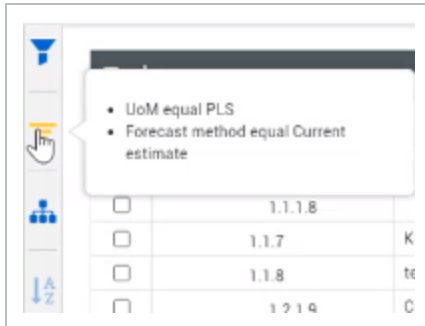 • UoM equal PLS
• Forecast method equal Current
estimate
1.1.1.8
1.1.7 K
1.1.8 te
1.2.1.9 C
A
Z